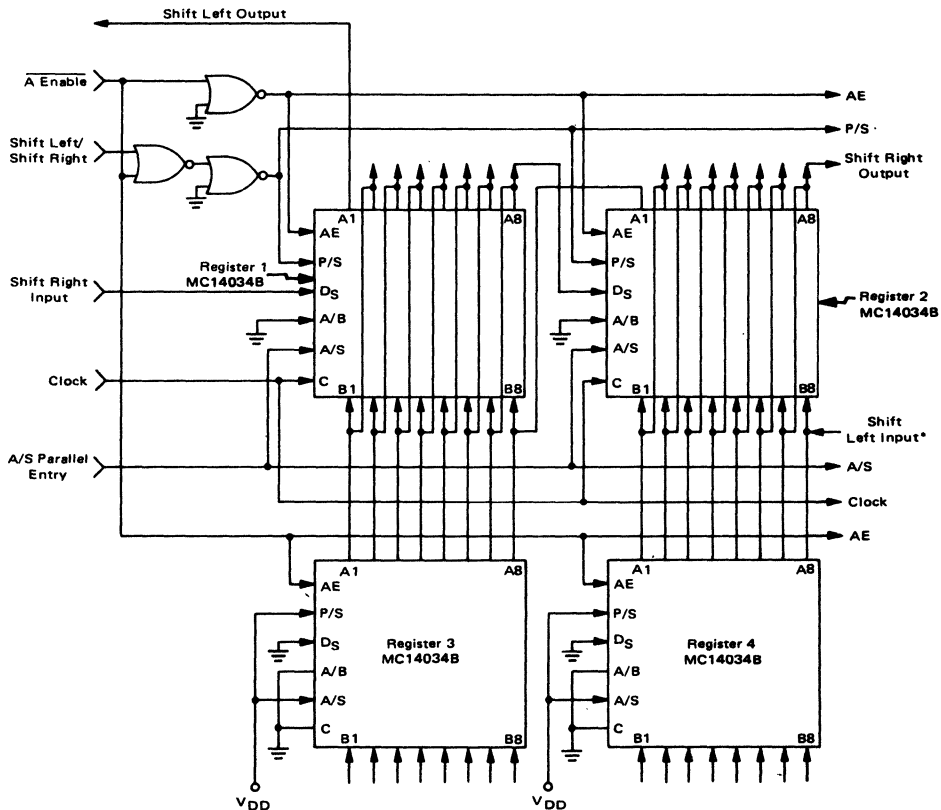 Shift Left Output
A Enable
AE
Shift Left/
Shift Right
P/S
Shift Right
Output
A1
A8
A1
A8
AE
AE
P/S
P/S
Register 1
MC14034B
Shift Right
Input
DS
DS
Register 2
MC14034B
A/B
A/B
A/S
A/S
Clock
C
B1
B8
C
B1
B8
Shift
Left Input*
A/S Parallel
Entry
A/S
Clock
AE
A1
A8
A1
A8
AE
AE
P/S
P/S
DS
Register 3
MC14034B
DS
Register 4
MC14034B
A/B
A/B
A/S
A/S
C
B1
B8
C
B1
B8
VDD
VDD